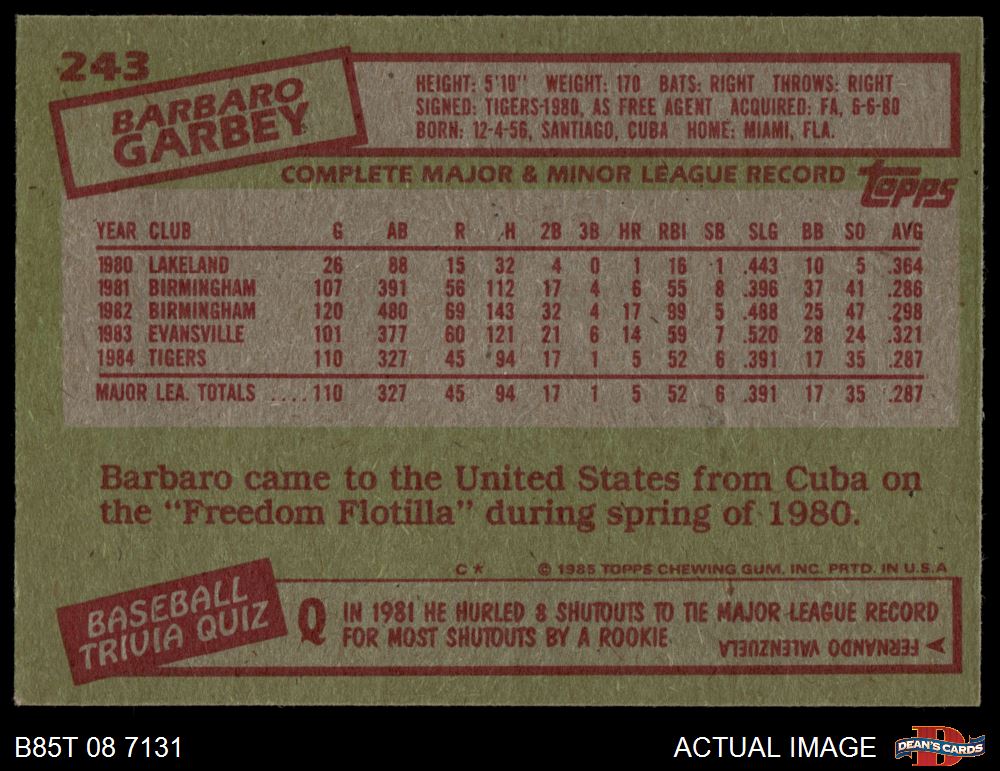 243
BARBARO
GARBEY
HEIGHT: 5'10" WEIGHT: 170 BATS: RIGHT THROWS: RIGHT
SIGNED: TIGERS-1980, AS FREE AGENT ACQUIRED: FA, 6-6-80
BORN: 12-4-56, SANTIAGO, CUBA HOME: MIAMI, FLA.
COMPLETE MAJOR & MINOR LEAGUE RECORD
topps
YEAR CLUB G AB R H 2B 3B HR RBI SB SLG BB SO AVG
1980 LAKELAND 26 88 15 32 4 0 1 16 1 .443 10 5 .364
1981 BIRMINGHAM 107 391 56 112 17 4 6 55 8 .396 37 41 .286
1982 BIRMINGHAM 120 480 69 143 32 4 17 99 5 .488 25 47 .298
1983 EVANSVILLE 101 377 60 121 21 6 14 59 7 .520 28 24 .321
1984 TIGERS 110 327 45 94 17 1 5 52 6 .391 17 35 .287
MAJOR LEA. TOTALS ....110 327 45 94 17 1 5 52 6 .391 17 35 .287
Barbaro came to the United States from Cuba on
the "Freedom Flotilla" during spring of 1980.
C* © 1985 TOPPS CHEWING GUM. INC. PRTD. IN U.S.A
BASEBALL
TRIVIA QUIZ
Q IN 1981 HE HURLED 8 SHUTOUTS TO TIE MAJOR LEAGUE RECORD
FOR MOST SHUTOUTS BY A ROOKIE
A FERNANDO VALENZUELA
B85T 08 7131
ACTUAL IMAGE
D
DEAN'S CARDS